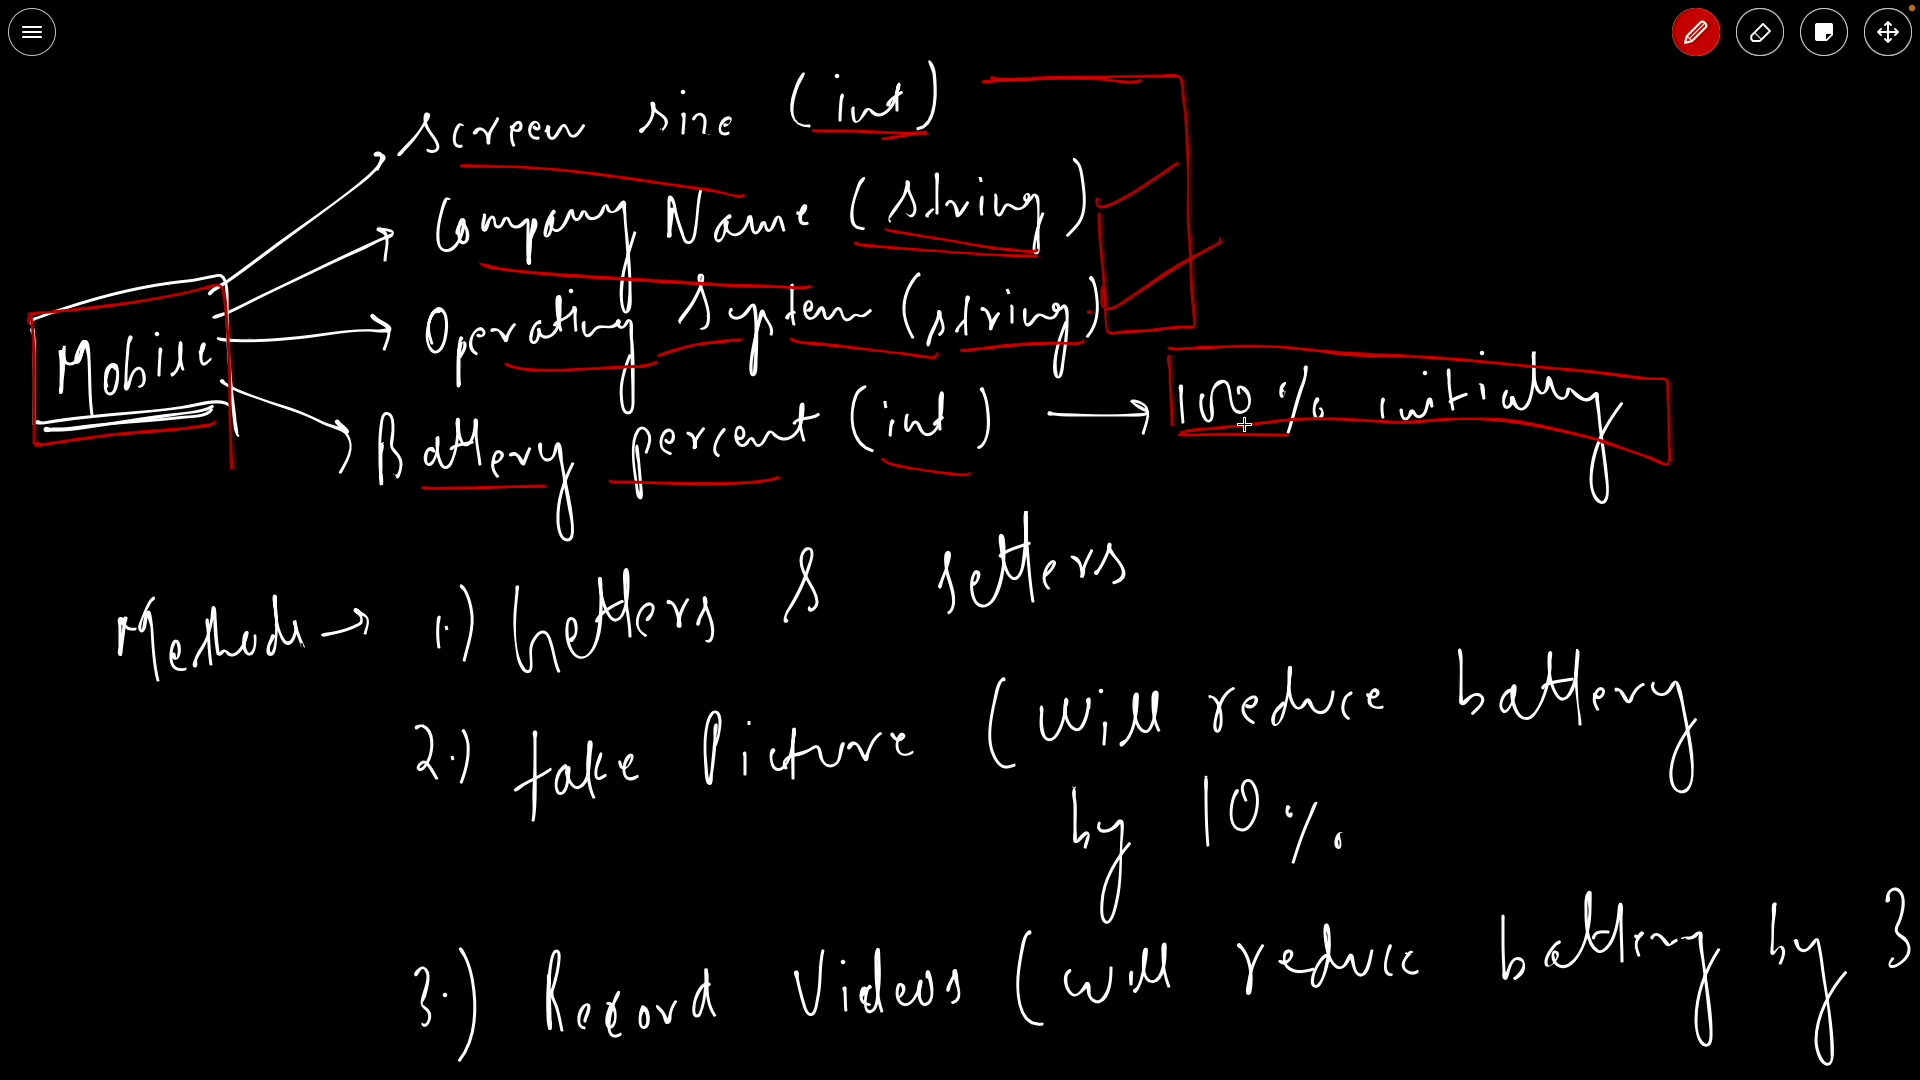 Screen size (int)
Company Name (string)
Operating System (string)
Mobile
Battery percent (int) → 100% initially
Methods → 1.) Getters & setters
2.) take Picture (will reduce battery
by 10%.
3.) Record Videos (will reduce battery by 3